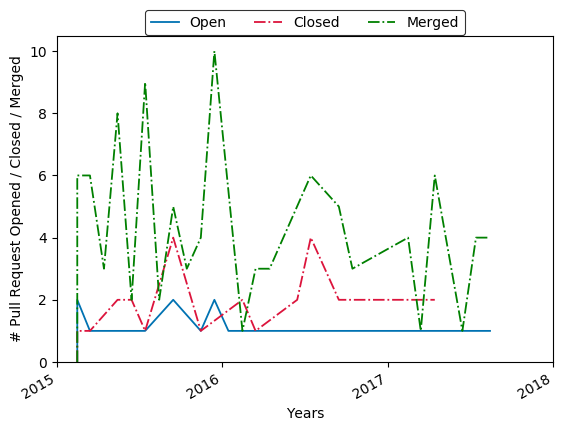 Open Closed Merged
# Pull Request Opened / Closed / Merged
10
8
6
4
2
0
2015 2016 2017 2018
Years